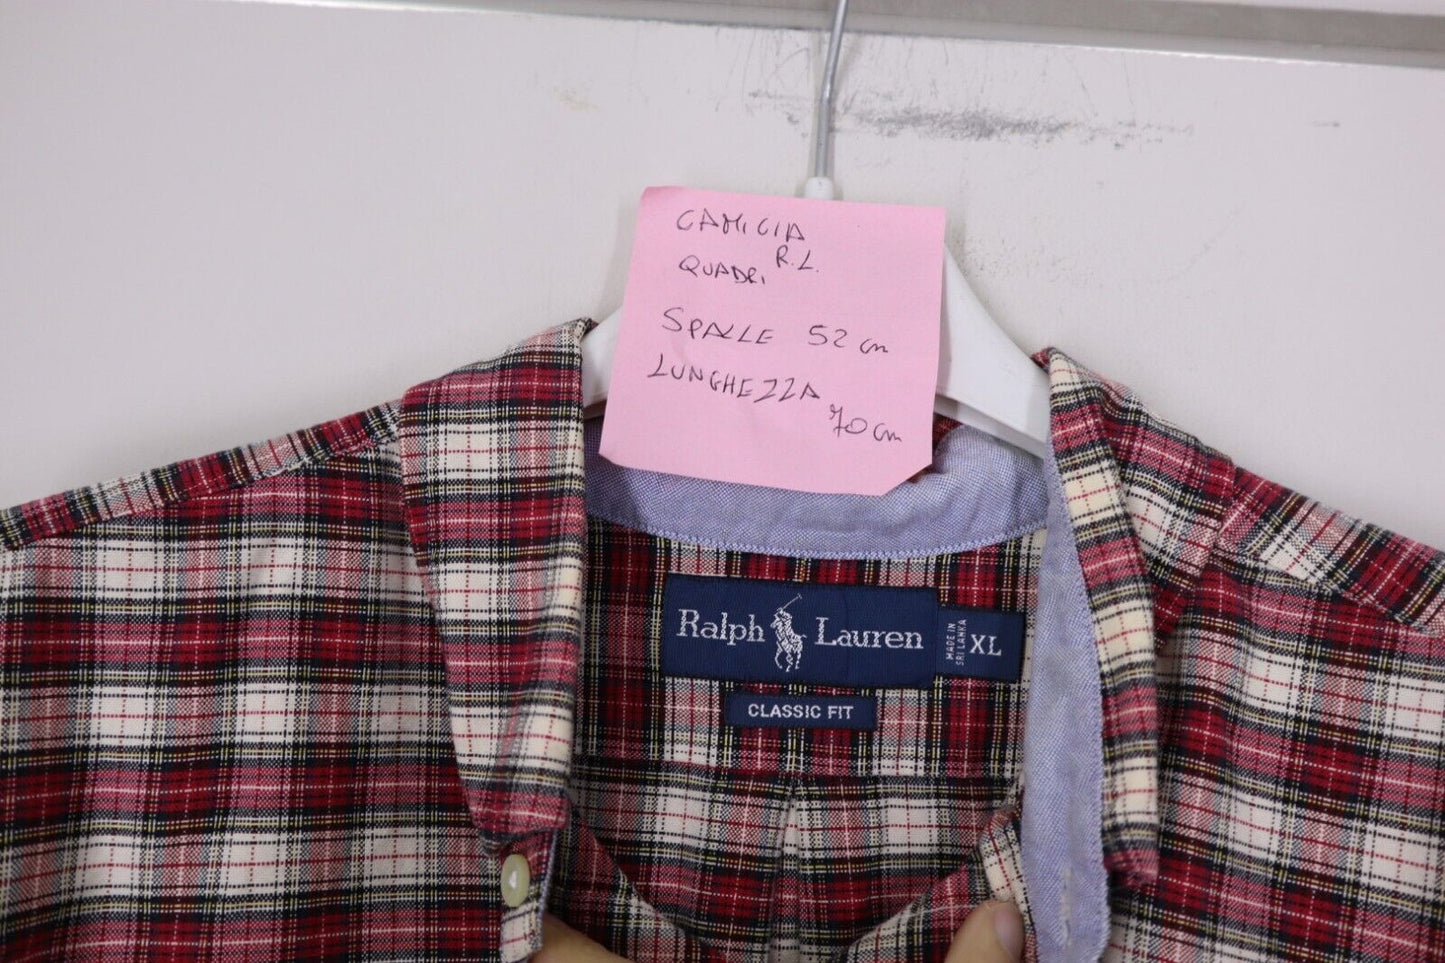 CAMICIA
R.L.
QUADRI
SPALLE 52 cm
LUNGHEZZA
70 cm
Ralph Lauren
MADE IN
SRI LANKA
XL
CLASSIC FIT